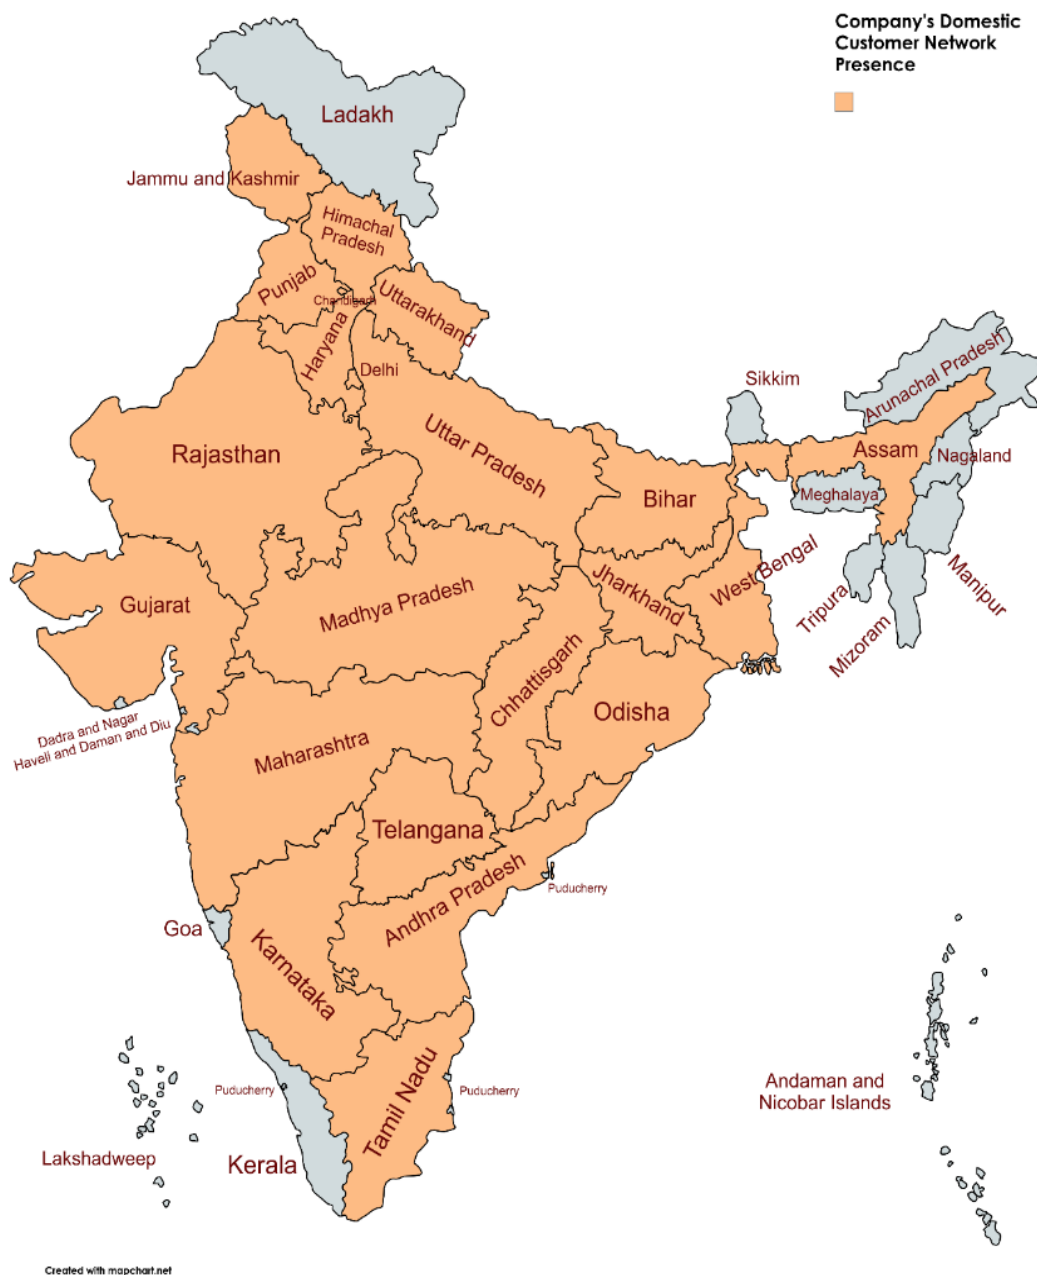 Company's Domestic
Customer Network
Presence
Ladakh
Jammu and Kashmir
Himachal
Pradesh
Punjab
Chandigarh
Uttarakhand
Haryana
Delhi
Sikkim
Arunachal Pradesh
Rajasthan
Uttar Pradesh
Assam
Nagaland
Bihar
Meghalaya
Gujarat
Madhya Pradesh
Jharkhand
West Bengal
Tripura
Manipur
Mizoram
Chhattisgarh
Odisha
Dadra and Nagar
Haveli and Daman and Diu
Maharashtra
Telangana
Andhra Pradesh
Puducherry
Goa
Karnataka
Puducherry
Tamil Nadu
Puducherry
Andaman and
Nicobar Islands
Lakshadweep
Kerala
Created with mapchart.net